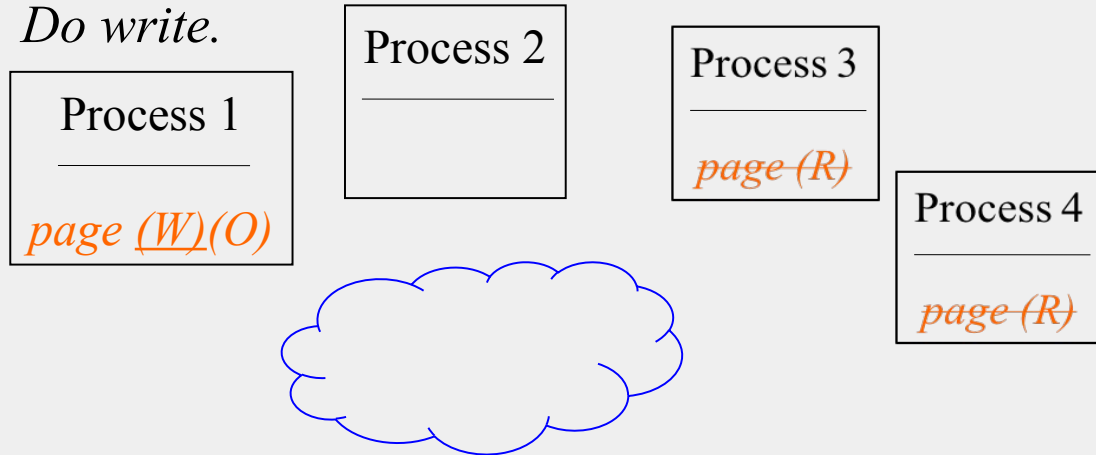 Do write.
Process 1
page (W)(O)
Process 2
Process 3
page (R)
Process 4
page (R)